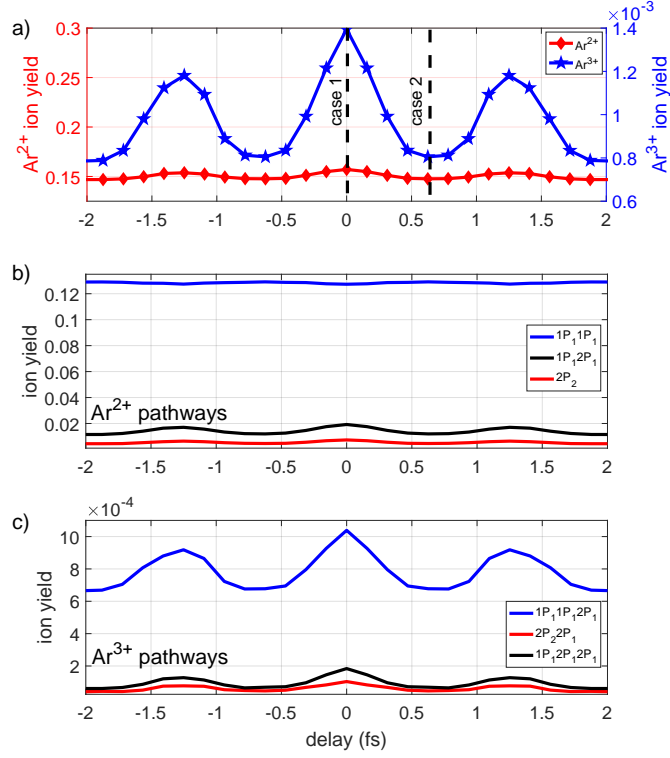 a)
×10⁻³
0.3
0.25
0.2
0.15
Ar²⁺ ion yield
1.4
1.2
1
0.8
0.6
Ar³⁺ ion yield
Ar²⁺
Ar³⁺
case 1
case 2
-2 -1.5 -1 -0.5 0 0.5 1 1.5 2
b)
0.12
0.1
0.08
0.06
0.04
0.02
ion yield
1P₁1P₁
1P₁2P₁
2P₂
Ar²⁺ pathways
-2 -1.5 -1 -0.5 0 0.5 1 1.5 2
c)
×10⁻⁴
10
8
6
4
2
ion yield
1P₁1P₁2P₁
2P₂2P₁
1P₁2P₁2P₁
Ar³⁺ pathways
-2 -1.5 -1 -0.5 0 0.5 1 1.5 2
delay (fs)